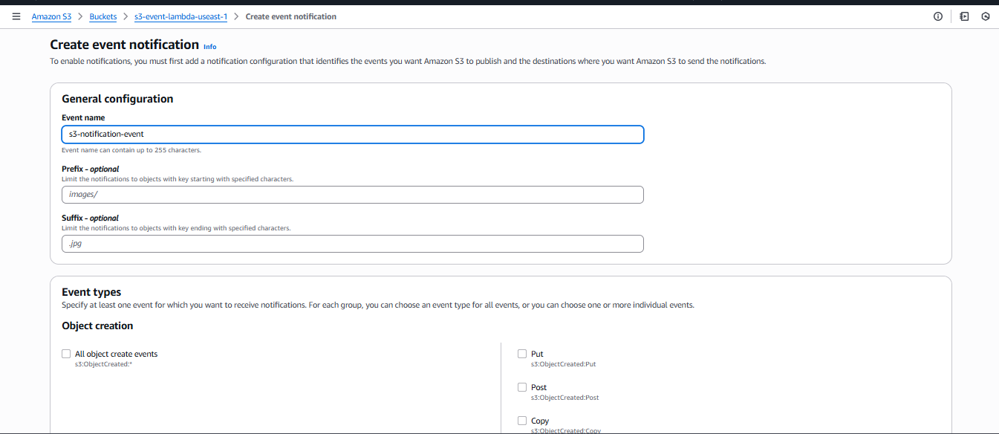 Amazon S3 > Buckets > s3-event-lambda-useast-1 > Create event notification
Create event notification Info
To enable notifications, you must first add a notification configuration that identifies the events you want Amazon S3 to publish and the destinations where you want Amazon S3 to send the notifications.
General configuration
Event name
s3-notification-event
Event name can contain up to 255 characters.
Prefix - optional
Limit the notifications to objects with key starting with specified characters.
images/
Suffix - optional
Limit the notifications to objects with key ending with specified characters.
.jpg
Event types
Specify at least one event for which you want to receive notifications. For each group, you can choose an event type for all events, or you can choose one or more individual events.
Object creation
All object create events
s3:ObjectCreated:*
Put
s3:ObjectCreated:Put
Post
s3:ObjectCreated:Post
Copy
s3:ObjectCreated:Copy